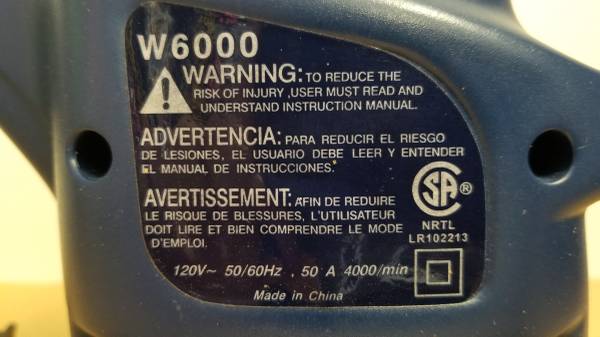 W6000
WARNING: TO REDUCE THE
RISK OF INJURY ,USER MUST READ AND
UNDERSTAND INSTRUCTION MANUAL.
ADVERTENCIA: PARA REDUCIR EL RIESGO
DE LESIONES, EL USUARIO DEBE LEER Y ENTENDER
EL MANUAL DE INSTRUCCIONES.
AVERTISSEMENT: AFIN DE REDUIRE
LE RISQUE DE BLESSURES, L'UTILISATEUR
DOIT LIRE ET BIEN COMPRENDRE LE MODE
D'EMPLOI.
SA ®
NRTL
LR102213
120V~ 50/60Hz . 50 A 4000/min
Made in China